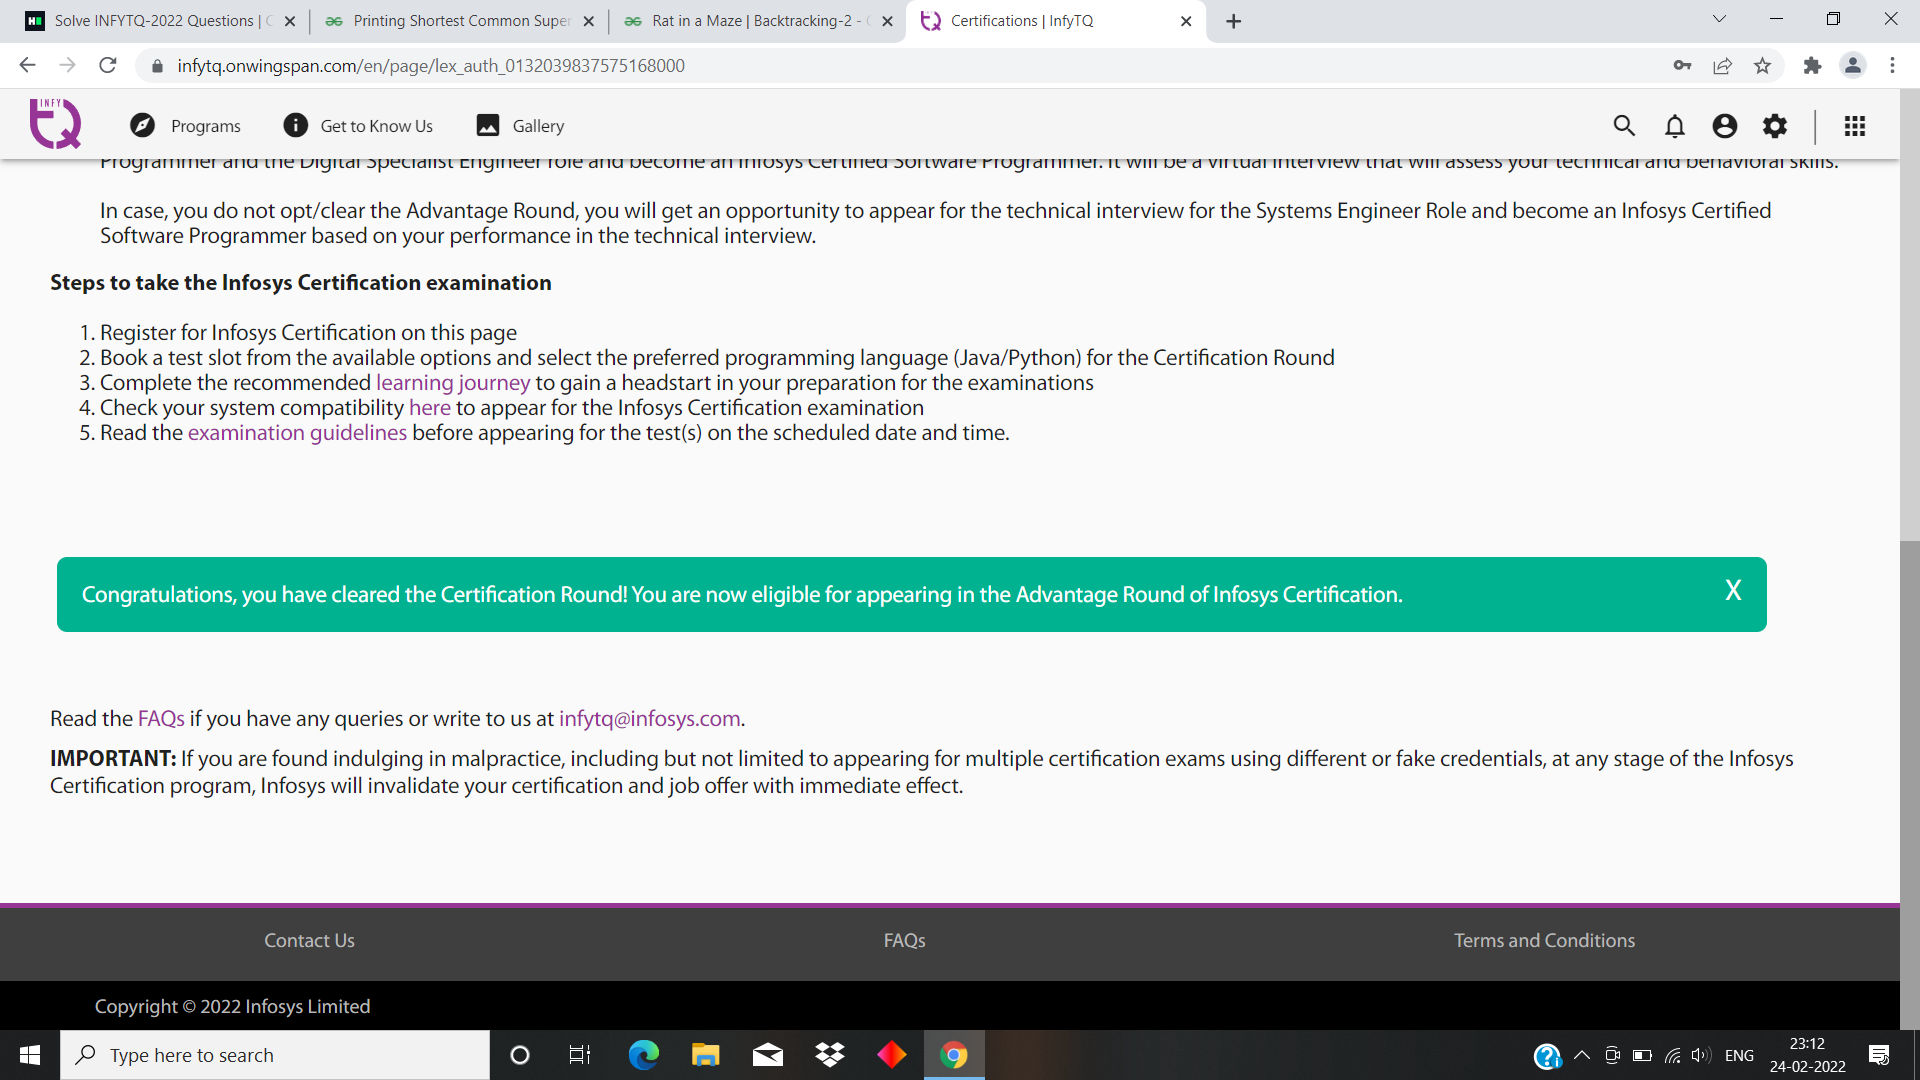 Solve INFYTQ-2022 Questions |
Printing Shortest Common Super
Rat in a Maze | Backtracking-2 -
Certifications | InfyTQ
infytq.onwingspan.com/en/page/lex_auth_0132039837575168000
INFY
TQ
Programs
Get to Know Us
Gallery
Programmer and the Digital Specialist Engineer role and become an Infosys Certified Software Programmer. It will be a virtual interview that will assess your technical and behavioral skills.
In case, you do not opt/clear the Advantage Round, you will get an opportunity to appear for the technical interview for the Systems Engineer Role and become an Infosys Certified
Software Programmer based on your performance in the technical interview.
Steps to take the Infosys Certification examination
1. Register for Infosys Certification on this page
2. Book a test slot from the available options and select the preferred programming language (Java/Python) for the Certification Round
3. Complete the recommended learning journey to gain a headstart in your preparation for the examinations
4. Check your system compatibility here to appear for the Infosys Certification examination
5. Read the examination guidelines before appearing for the test(s) on the scheduled date and time.
Congratulations, you have cleared the Certification Round! You are now eligible for appearing in the Advantage Round of Infosys Certification.
X
Read the FAQs if you have any queries or write to us at infytq@infosys.com.
IMPORTANT: If you are found indulging in malpractice, including but not limited to appearing for multiple certification exams using different or fake credentials, at any stage of the Infosys
Certification program, Infosys will invalidate your certification and job offer with immediate effect.
Contact Us
FAQs
Terms and Conditions
Copyright © 2022 Infosys Limited
Type here to search
ENG
23:12
24-02-2022